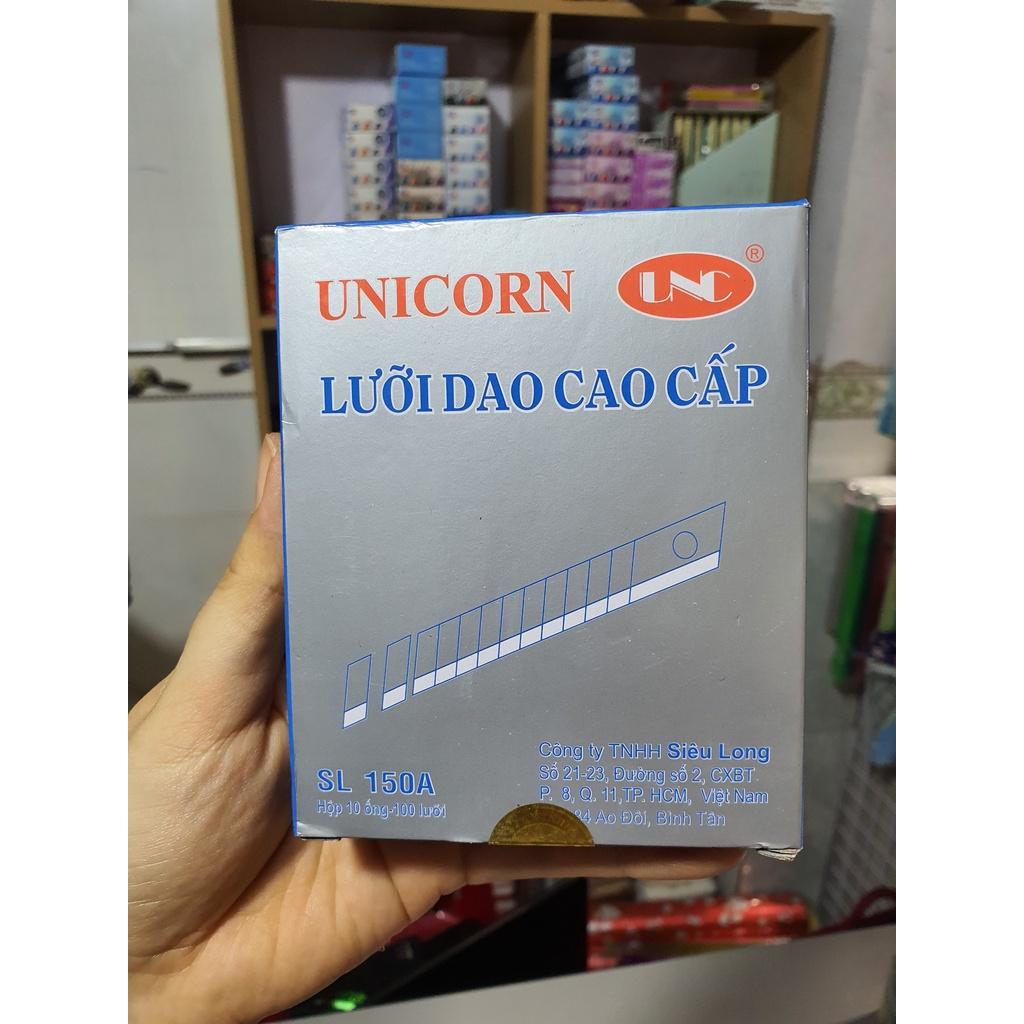 UNICORN UNC ®
LƯỠI DAO CAO CẤP
Công ty TNHH Siêu Long
Số 21-23, Đường số 2, CXBT
SL 150A
P. 8, Q. 11, TP. HCM, Việt Nam
Hộp 10 ống-100 lưỡi
84 Ao Đôi, Bình Tân